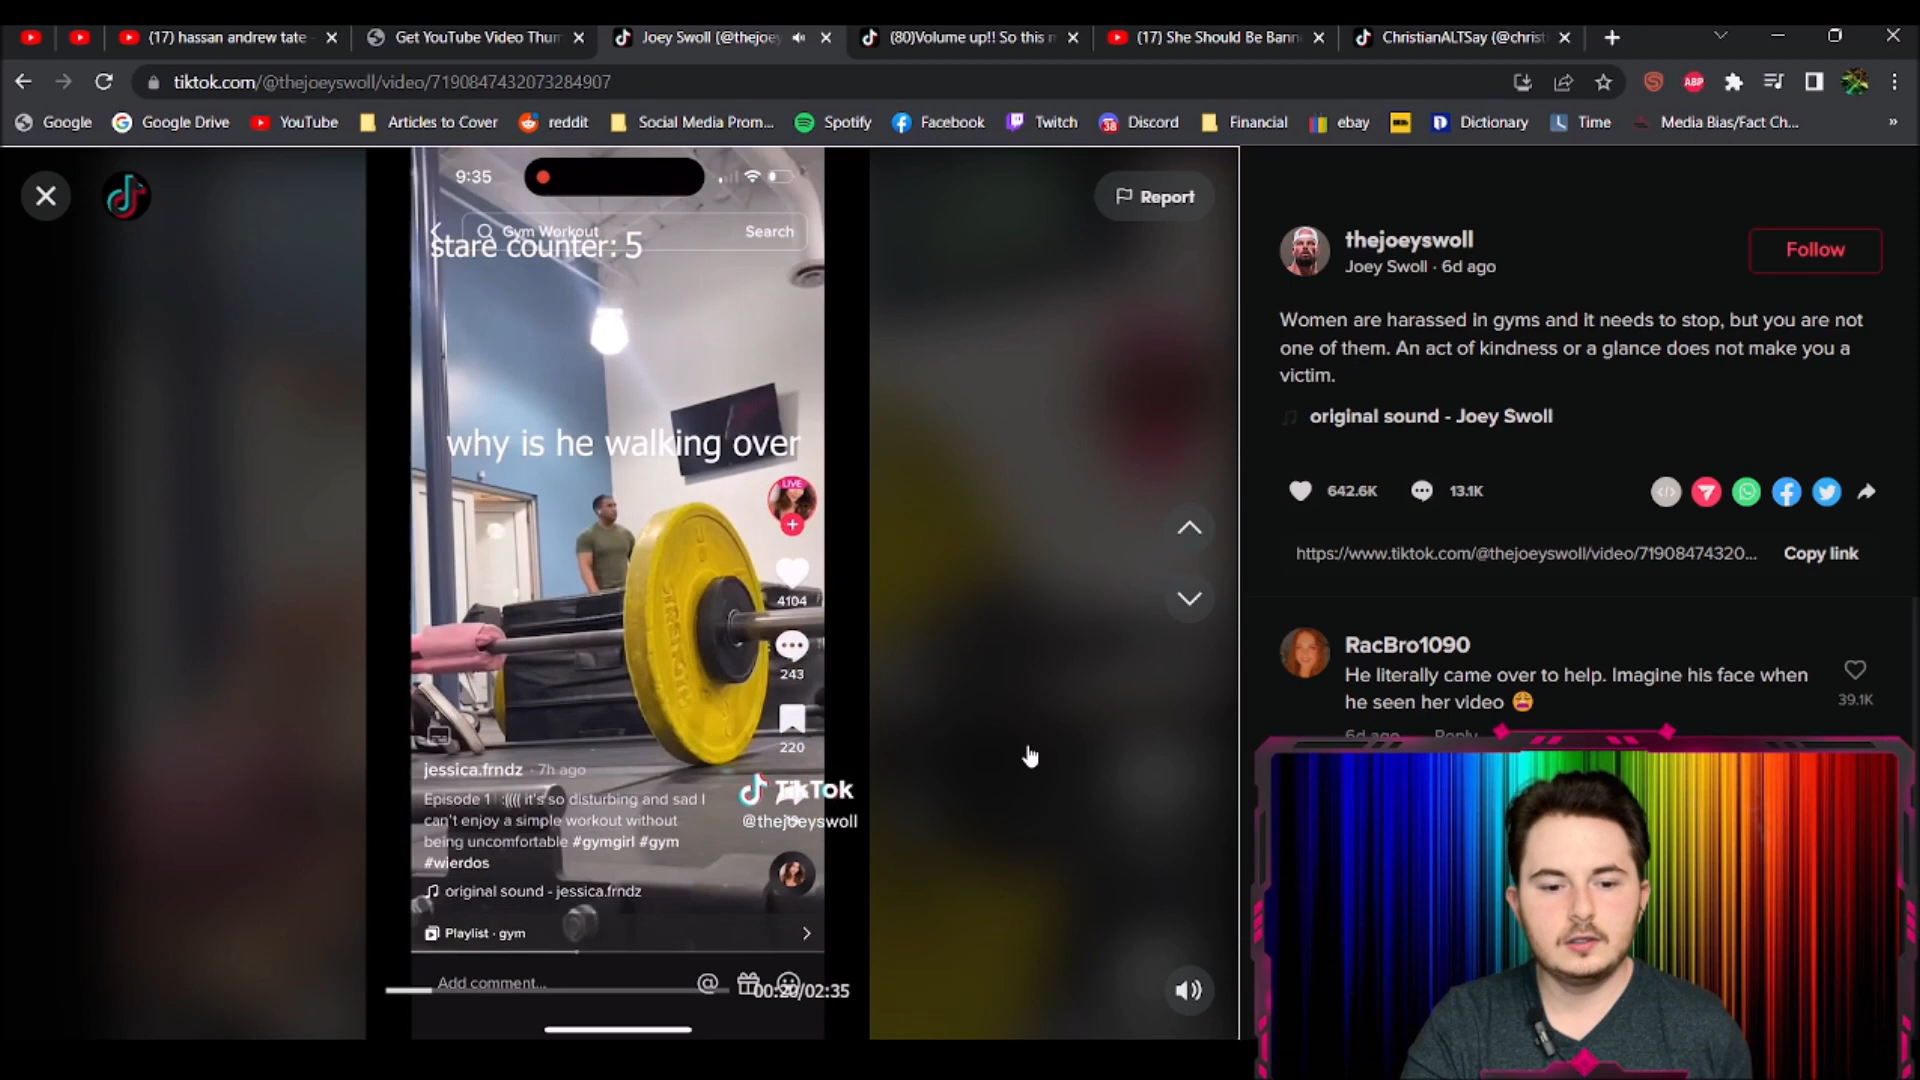 (17) hassan andrew tate -
Get YouTube Video Thum
Joey Swoll (@thejoey
(80)Volume up!! So this n
(17) She Should Be Bann
ChristianALTSay (@christ
tiktok.com/@thejoeyswoll/video/7190847432073284907
ABP
Google
Google Drive
YouTube
Articles to Cover
reddit
Social Media Prom...
Spotify
Facebook
Twitch
38
Discord
Financial
ebay
Dictionary
Time
Media Bias/Fact Ch...
»
9:35
Gym Workout
Search
stare counter: 5
why is he walking over
LIVE
4104
243
220
jessica.frndz · 7h ago
Episode 1 :(((( it's so disturbing and sad I
can't enjoy a simple workout without
being uncomfortable #gymgirl #gym
#wierdos
original sound - jessica.frndz
Playlist · gym
Add comment...
@
00:20/02:35
TikTok
@thejoeyswoll
STRENGTH
Report
thejoeyswoll
Joey Swoll · 6d ago
Follow
Women are harassed in gyms and it needs to stop, but you are not
one of them. An act of kindness or a glance does not make you a
victim.
original sound - Joey Swoll
642.6K
13.1K
https://www.tiktok.com/@thejoeyswoll/video/71908474320...
Copy link
RacBro1090
He literally came over to help. Imagine his face when
he seen her video
39.1K
6d ago
Reply